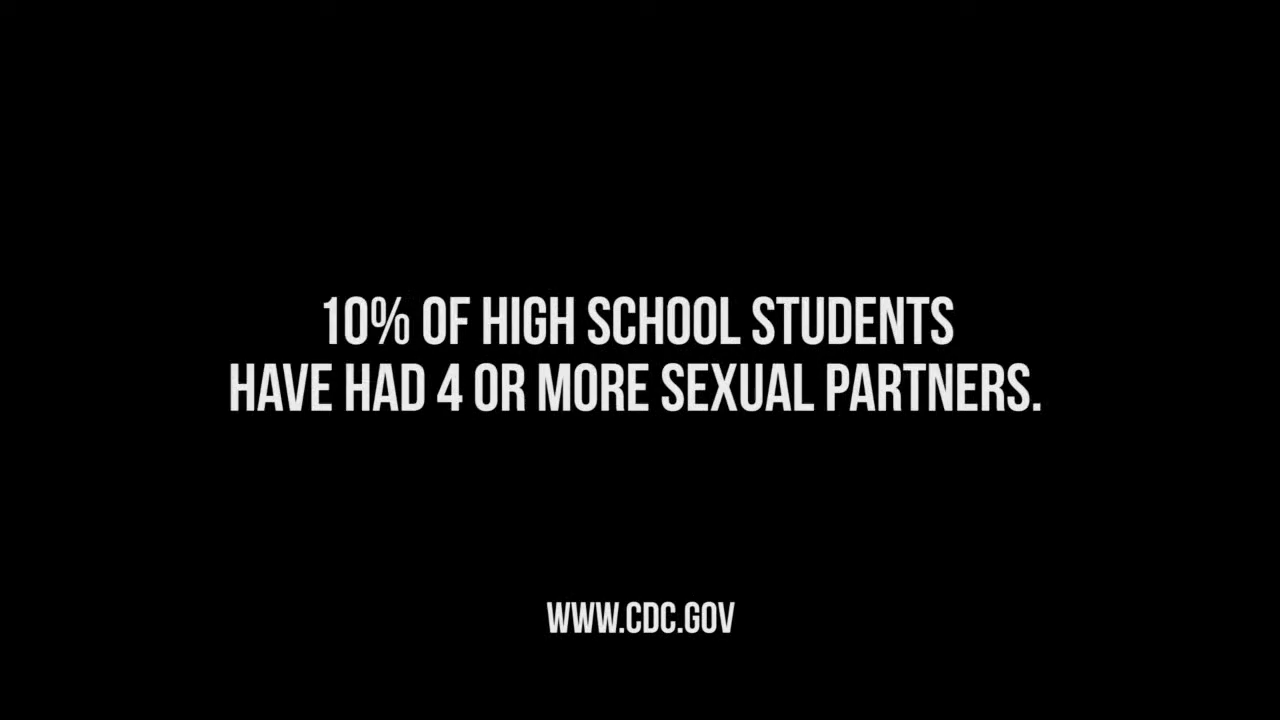 10% OF HIGH SCHOOL STUDENTS
HAVE HAD 4 OR MORE SEXUAL PARTNERS.
WWW.CDC.GOV